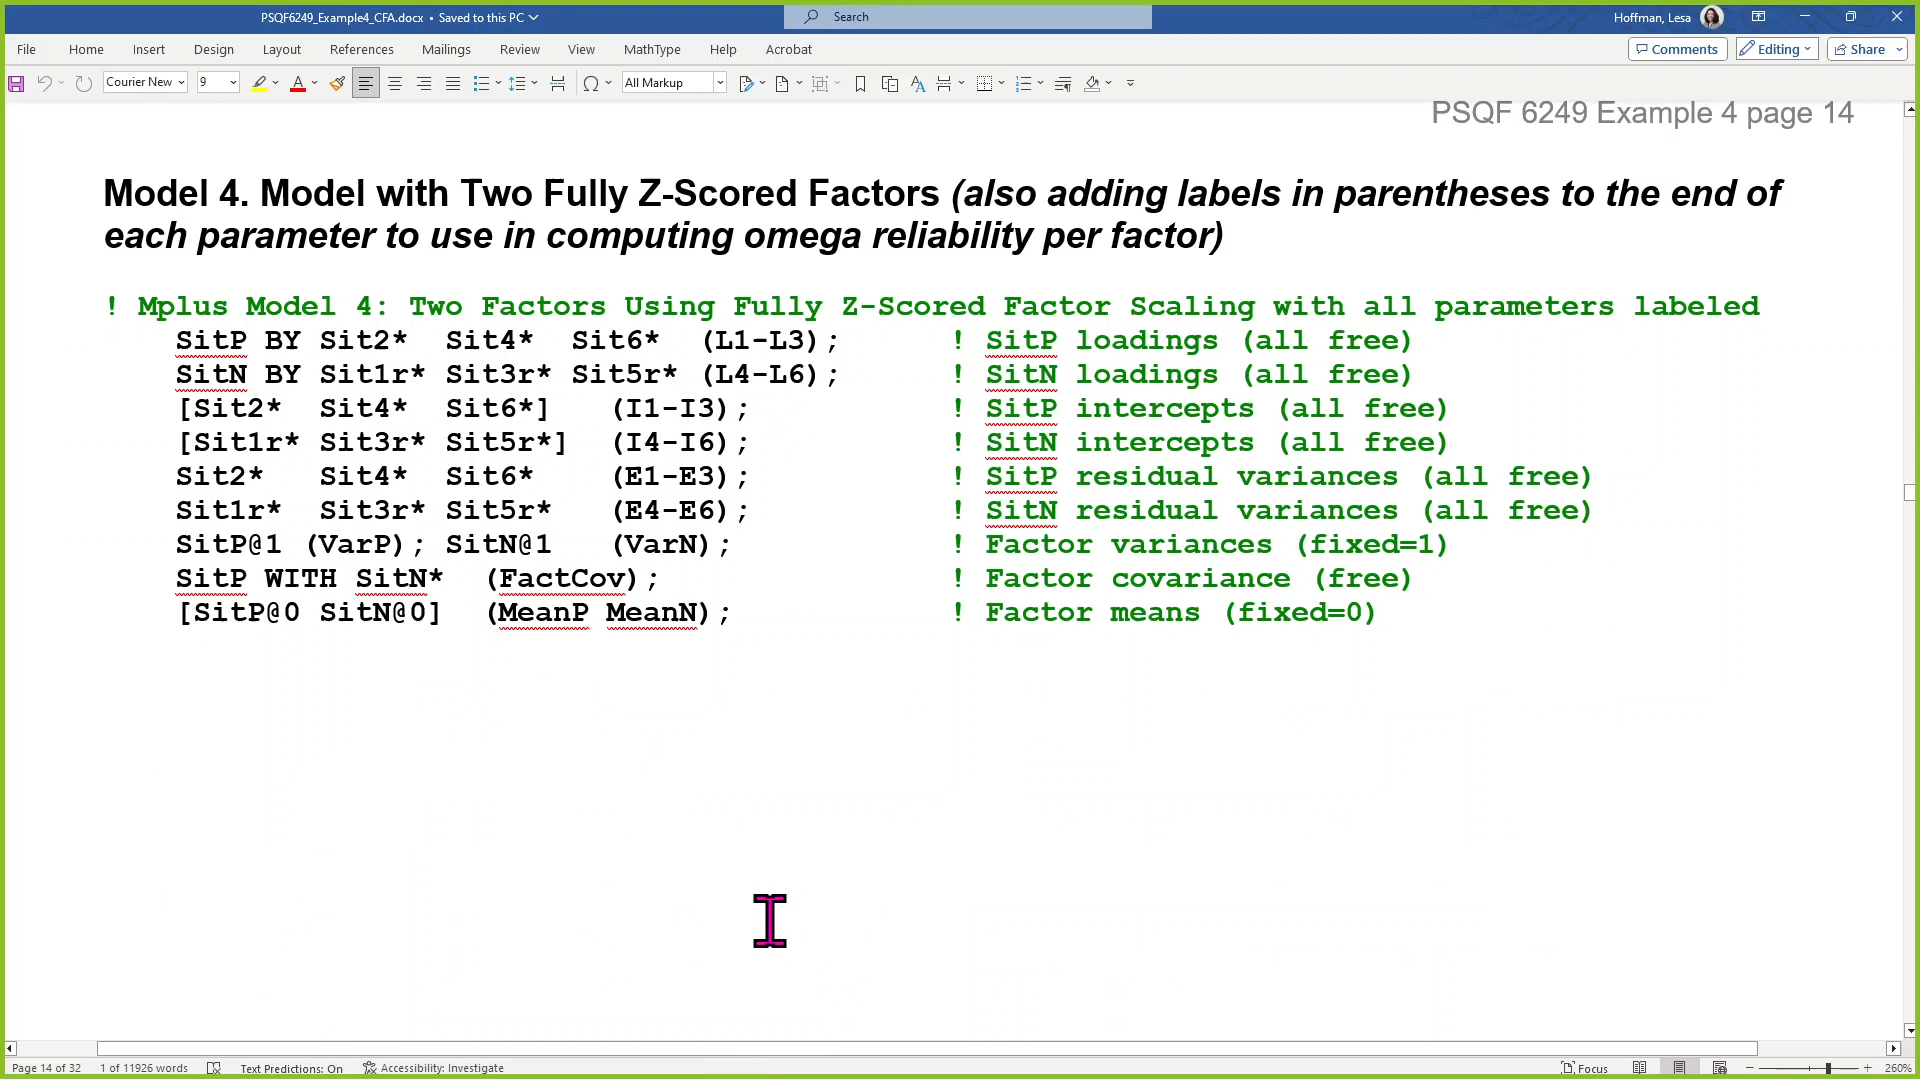 PSQF6249_Example4_CFA.docx • Saved to this PC
Search
Hoffman, Lesa
File Home Insert Design Layout References Mailings Review View MathType Help Acrobat
Comments Editing Share
Courier New 9 All Markup
PSQF 6249 Example 4 page 14
Model 4. Model with Two Fully Z-Scored Factors (also adding labels in parentheses to the end of
each parameter to use in computing omega reliability per factor)
! Mplus Model 4: Two Factors Using Fully Z-Scored Factor Scaling with all parameters labeled
SitP BY Sit2* Sit4* Sit6* (L1-L3); ! SitP loadings (all free)
SitN BY Sit1r* Sit3r* Sit5r* (L4-L6); ! SitN loadings (all free)
[Sit2* Sit4* Sit6*] (I1-I3); ! SitP intercepts (all free)
[Sit1r* Sit3r* Sit5r*] (I4-I6); ! SitN intercepts (all free)
Sit2* Sit4* Sit6* (E1-E3); ! SitP residual variances (all free)
Sit1r* Sit3r* Sit5r* (E4-E6); ! SitN residual variances (all free)
SitP@1 (VarP); SitN@1 (VarN); ! Factor variances (fixed=1)
SitP WITH SitN* (FactCov); ! Factor covariance (free)
[SitP@0 SitN@0] (MeanP MeanN); ! Factor means (fixed=0)
Page 14 of 32 1 of 11926 words Text Predictions: On Accessibility: Investigate Focus 260%